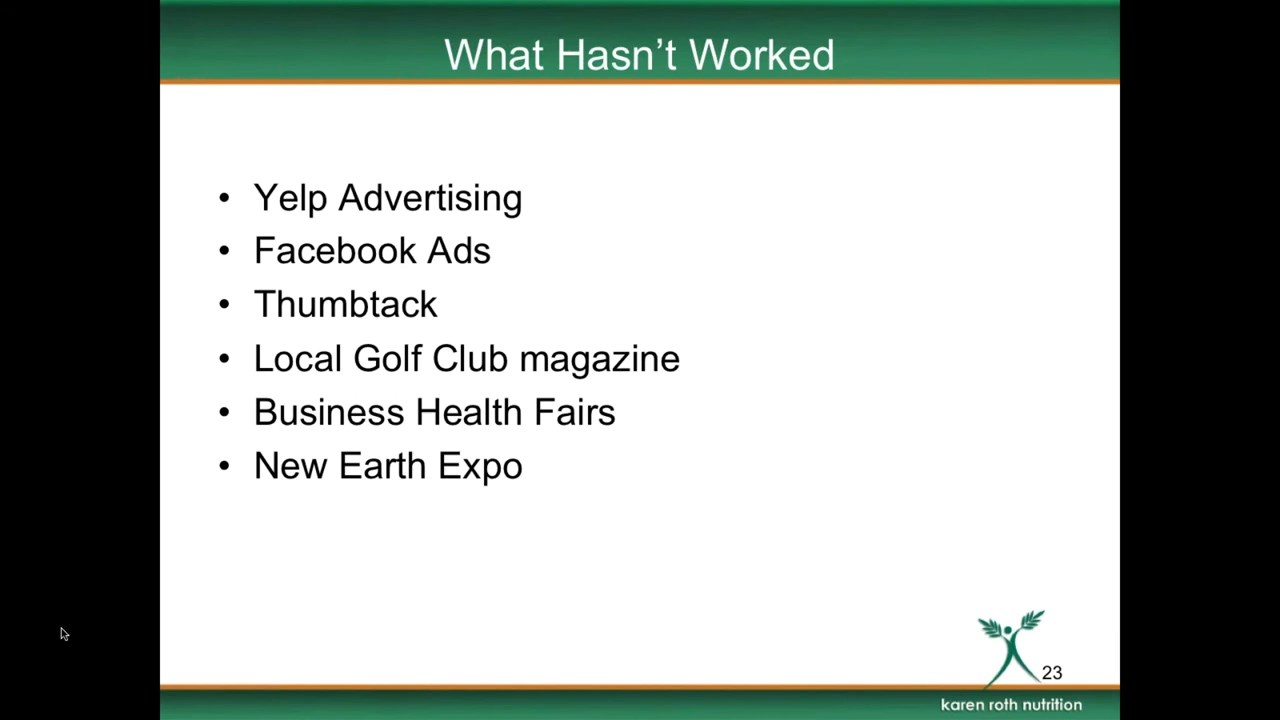 What Hasn’t Worked
• Yelp Advertising
• Facebook Ads
• Thumbtack
• Local Golf Club magazine
• Business Health Fairs
• New Earth Expo
23
karen roth nutrition